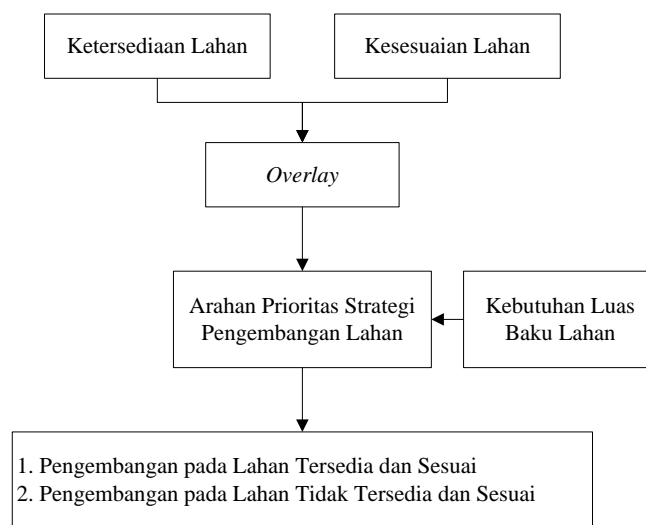 Ketersediaan Lahan
Kesesuaian Lahan
Overlay
Arahan Prioritas Strategi
Pengembangan Lahan
Kebutuhan Luas
Baku Lahan
1. Pengembangan pada Lahan Tersedia dan Sesuai
2. Pengembangan pada Lahan Tidak Tersedia dan Sesuai